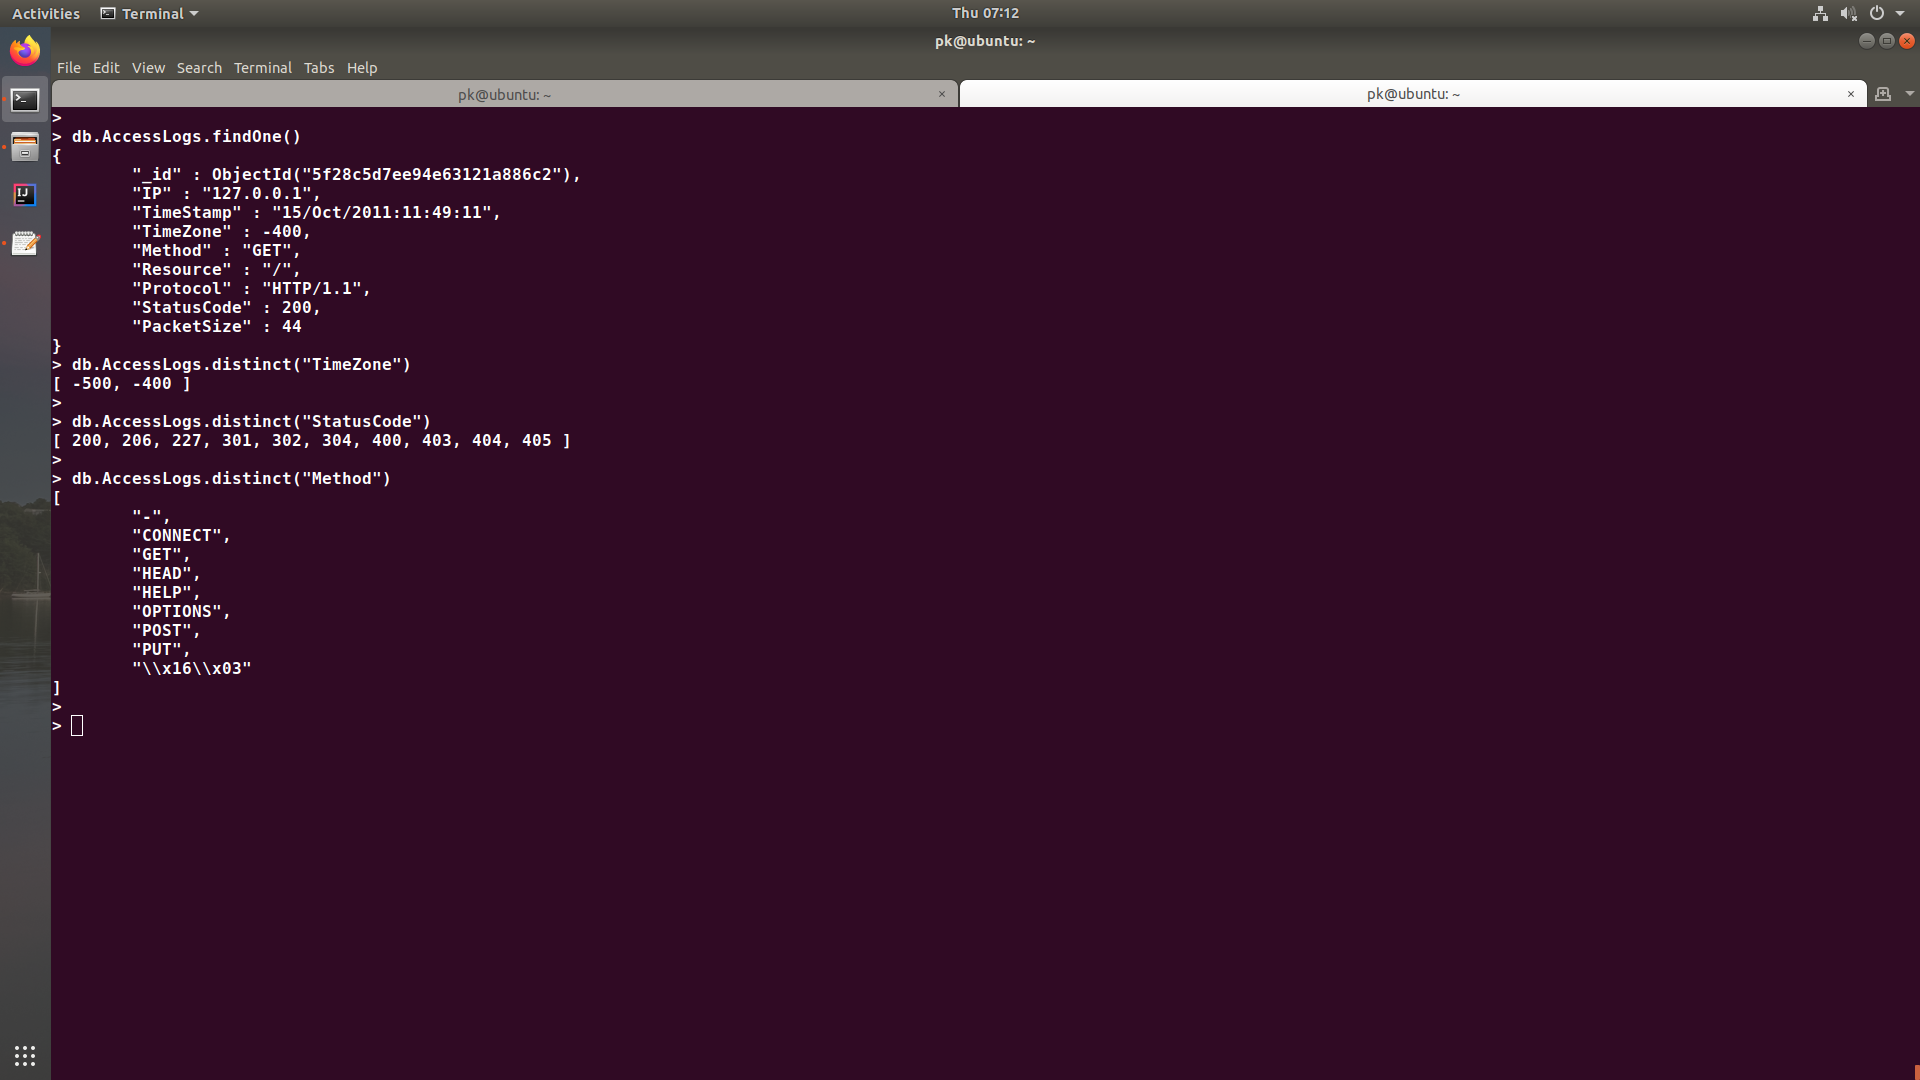 Activities Terminal Thu 07:12
pk@ubuntu: ~
File Edit View Search Terminal Tabs Help
pk@ubuntu: ~ × pk@ubuntu: ~ ×
>
> db.AccessLogs.findOne()
{
"_id" : ObjectId("5f28c5d7ee94e63121a886c2"),
"IP" : "127.0.0.1",
"TimeStamp" : "15/Oct/2011:11:49:11",
"TimeZone" : -400,
"Method" : "GET",
"Resource" : "/",
"Protocol" : "HTTP/1.1",
"StatusCode" : 200,
"PacketSize" : 44
}
> db.AccessLogs.distinct("TimeZone")
[ -500, -400 ]
>
> db.AccessLogs.distinct("StatusCode")
[ 200, 206, 227, 301, 302, 304, 400, 403, 404, 405 ]
>
> db.AccessLogs.distinct("Method")
[
"-",
"CONNECT",
"GET",
"HEAD",
"HELP",
"OPTIONS",
"POST",
"PUT",
"\\x16\\x03"
]
>
>